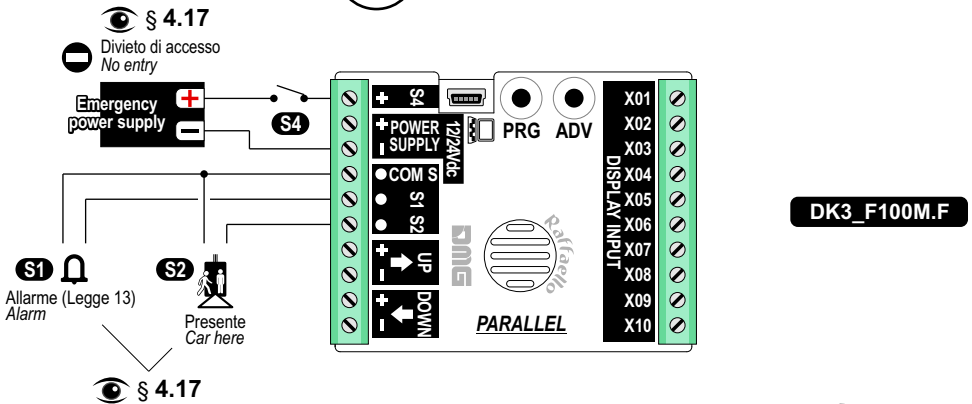 § 4.17
Divieto di accesso
No entry
Emergency
power supply
S4
+ S4
+ POWER
- SUPPLY
12/24Vdc
COM S
S1
S2
+ UP
-
+ DOWN
-
PRG
ADV
DMG
Raffaello
PARALLEL
DISPLAY INPUT
X01
X02
X03
X04
X05
X06
X07
X08
X09
X10
DK3_F100M.F
S1
Allarme (Legge 13)
Alarm
S2
Presente
Car here
§ 4.17